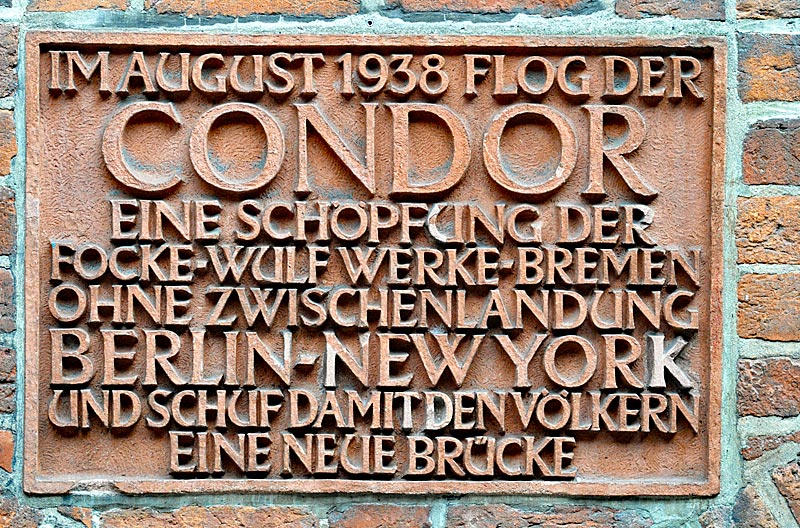 IM AUGUST 1938 FLOG DER
CONDOR
EINE SCHÖPFUNG DER
FOCKE-WULF WERKE-BREMEN
OHNE ZWISCHENLANDUNG
BERLIN-NEW YORK
UND SCHUF DAMIT DEN VÖLKERN
EINE NEUE BRÜCKE